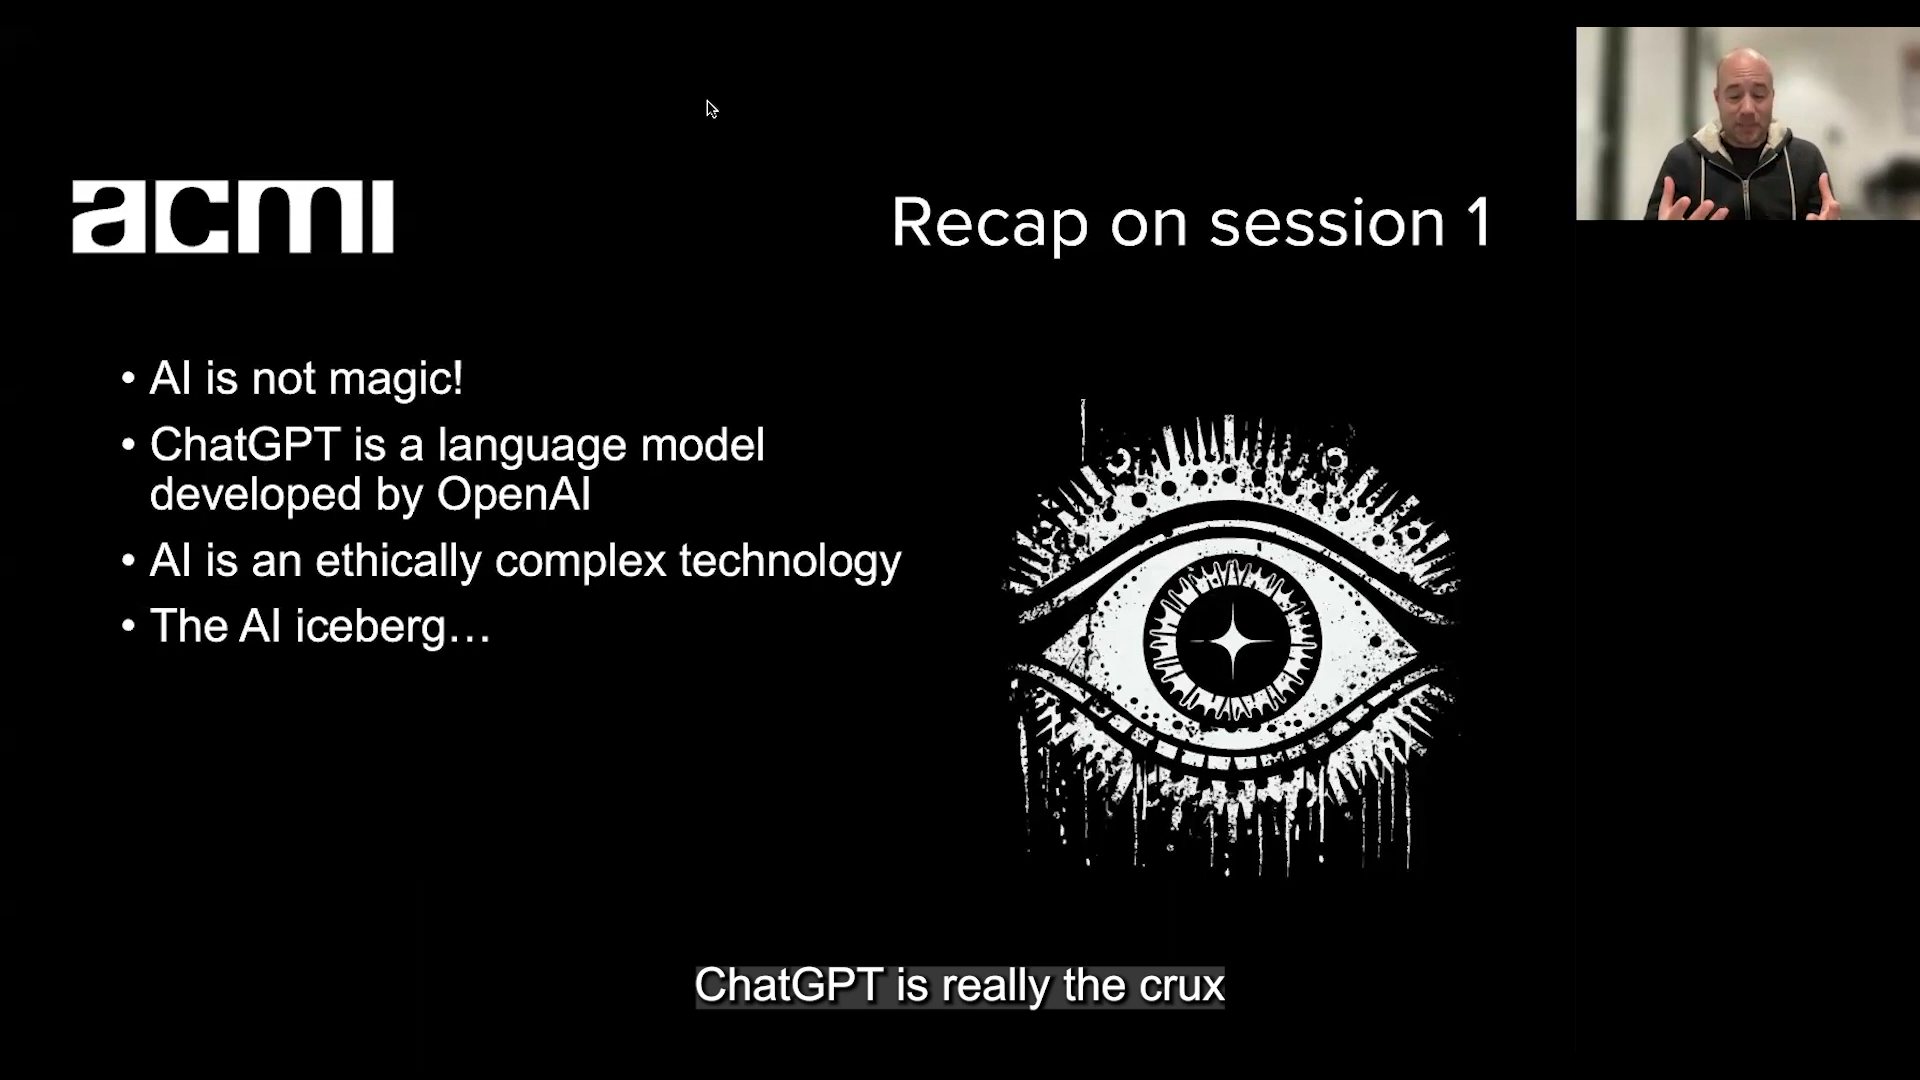 acmi
Recap on session 1
• AI is not magic!
• ChatGPT is a language model
developed by OpenAI
• AI is an ethically complex technology
• The AI iceberg…
ChatGPT is really the crux